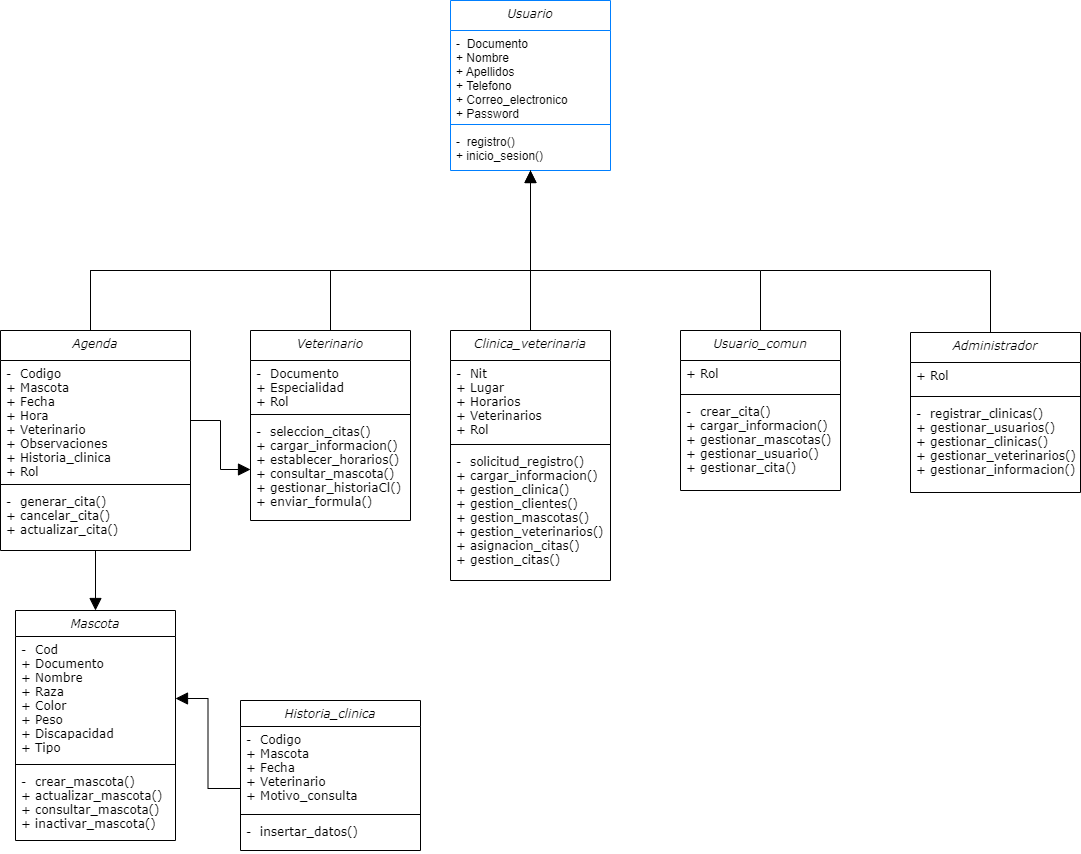 Usuario
- Documento
+ Nombre
+ Apellidos
+ Telefono
+ Correo_electronico
+ Password
- registro()
+ inicio_sesion()
Agenda
- Codigo
+ Mascota
+ Fecha
+ Hora
+ Veterinario
+ Observaciones
+ Historia_clinica
+ Rol
- generar_cita()
+ cancelar_cita()
+ actualizar_cita()
Veterinario
- Documento
+ Especialidad
+ Rol
- seleccion_citas()
+ cargar_informacion()
+ establecer_horarios()
+ consultar_mascota()
+ gestionar_historiaCl()
+ enviar_formula()
Clinica_veterinaria
- Nit
+ Lugar
+ Horarios
+ Veterinarios
+ Rol
- solicitud_registro()
+ cargar_informacion()
+ gestion_clinica()
+ gestion_clientes()
+ gestion_mascotas()
+ gestion_veterinarios()
+ asignacion_citas()
+ gestion_citas()
Usuario_comun
+ Rol
- crear_cita()
+ cargar_informacion()
+ gestionar_mascotas()
+ gestionar_usuario()
+ gestionar_cita()
Administrador
+ Rol
- registrar_clinicas()
+ gestionar_usuarios()
+ gestionar_clinicas()
+ gestionar_veterinarios()
+ gestionar_informacion()
Mascota
- Cod
+ Documento
+ Nombre
+ Raza
+ Color
+ Peso
+ Discapacidad
+ Tipo
- crear_mascota()
+ actualizar_mascota()
+ consultar_mascota()
+ inactivar_mascota()
Historia_clinica
- Codigo
+ Mascota
+ Fecha
+ Veterinario
+ Motivo_consulta
- insertar_datos()